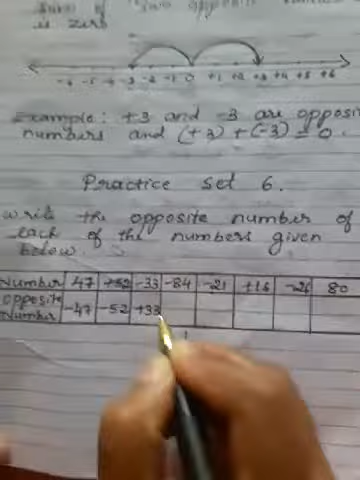 Sum of two opposite
is zero
-6 -5 -4 -3 -2 -1 0 +1 +2 +3 +4 +5 +6
Example: +3 and -3 are opposite
numbers and (+3)+(-3)=0.
Practice set 6.
write the opposite number of
each of the numbers given
below.
Number 47 +52 -33 -84 -21 +16 -26 80
opposite
number -47 -52 +33